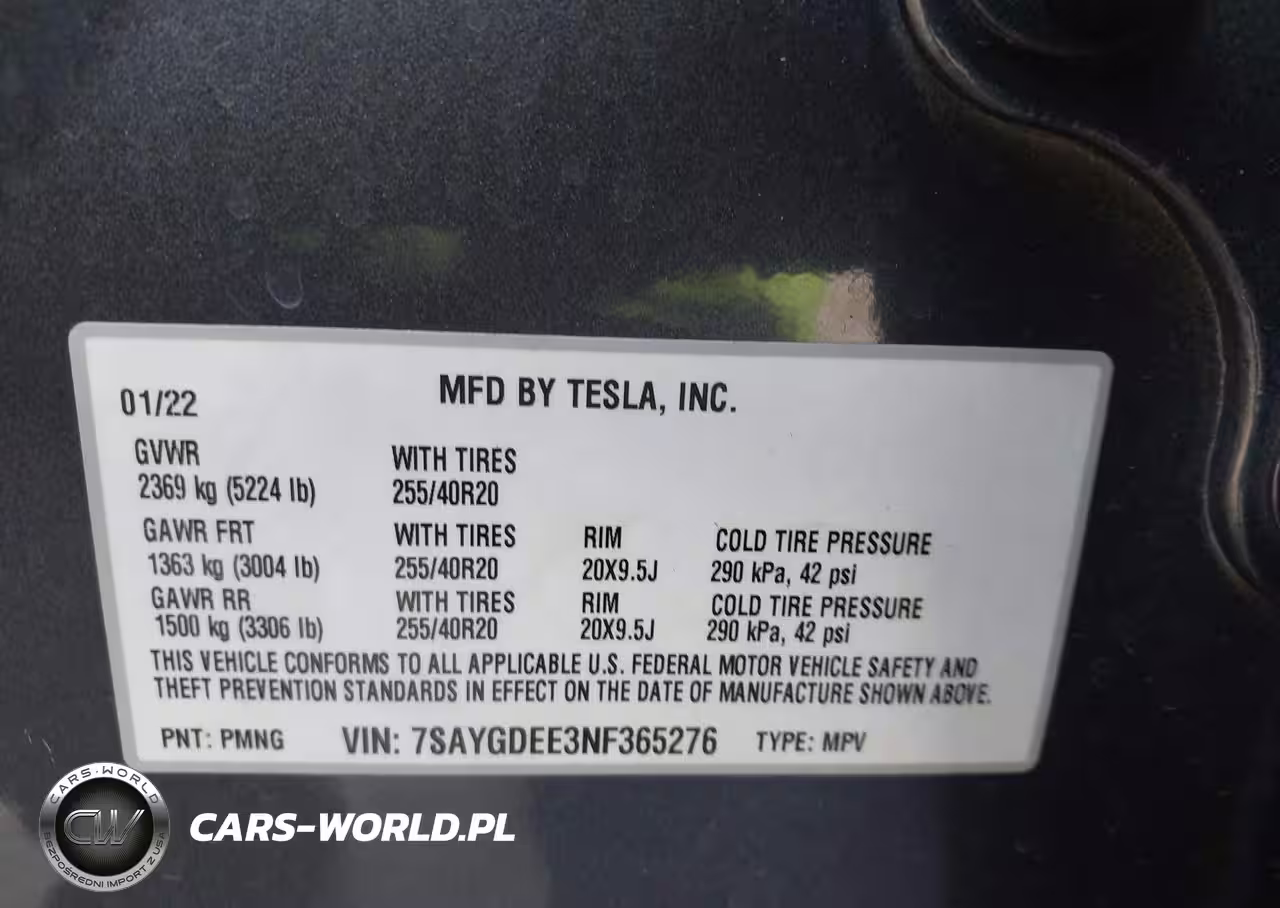 01/22
MFD BY TESLA, INC.
GVWR
WITH TIRES
2369 kg (5224 lb)
255/40R20
GAWR FRT
WITH TIRES
RIM
COLD TIRE PRESSURE
1363 kg (3004 lb)
255/40R20
20X9.5J
290 kPa, 42 psi
GAWR RR
WITH TIRES
RIM
COLD TIRE PRESSURE
1500 kg (3306 lb)
255/40R20
20X9.5J
290 kPa, 42 psi
THIS VEHICLE CONFORMS TO ALL APPLICABLE U.S. FEDERAL MOTOR VEHICLE SAFETY AND
THEFT PREVENTION STANDARDS IN EFFECT ON THE DATE OF MANUFACTURE SHOWN ABOVE.
PNT: PMNG
VIN: 7SAYGDEE3NF365276
TYPE: MPV
CARS-WORLD
CW
BEZPOŚREDNI IMPORT Z USA
CARS-WORLD.PL